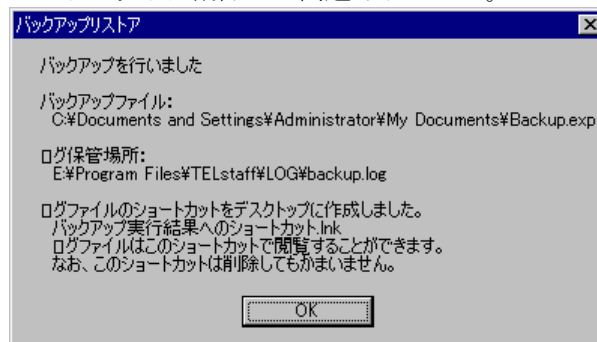 バックアップリストア
バックアップを行いました
バックアップファイル:
C:¥Documents and Settings¥Administrator¥My Documents¥Backup.exp
ログ保管場所:
E:¥Program Files¥TELstaff¥LOG¥backup.log
ログファイルのショートカットをデスクトップに作成しました。
バックアップ実行結果へのショートカット.lnk
ログファイルはこのショートカットで閲覧することができます。
なお、このショートカットは削除してもかまいません。
OK